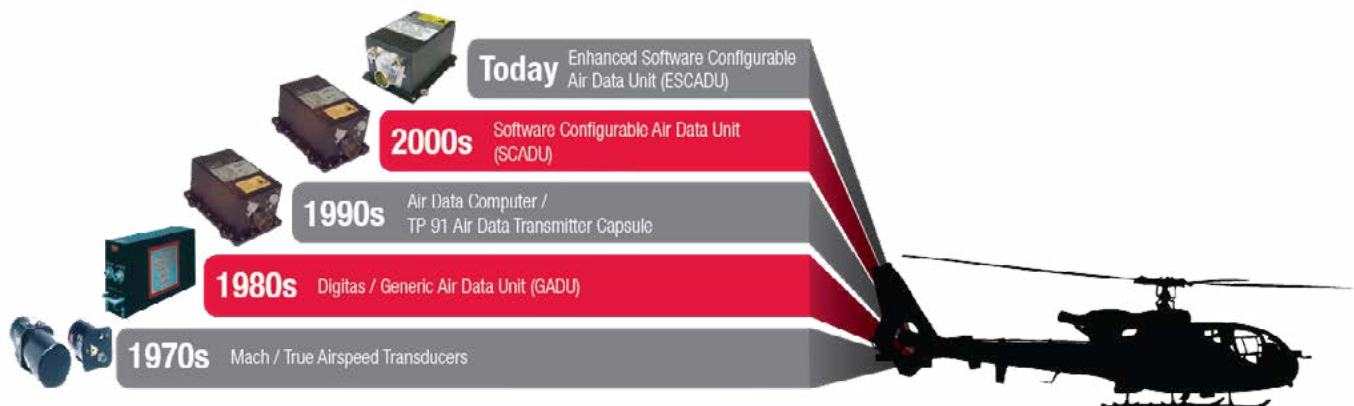 Today
Enhanced Software Configurable
Air Data Unit (ESCADU)
2000s
Software Configurable Air Data Unit
(SCADU)
1990s
Air Data Computer /
TP 91 Air Data Transmitter Capsule
1980s
Digitas / Generic Air Data Unit (GADU)
1970s
Mach / True Airspeed Transducers